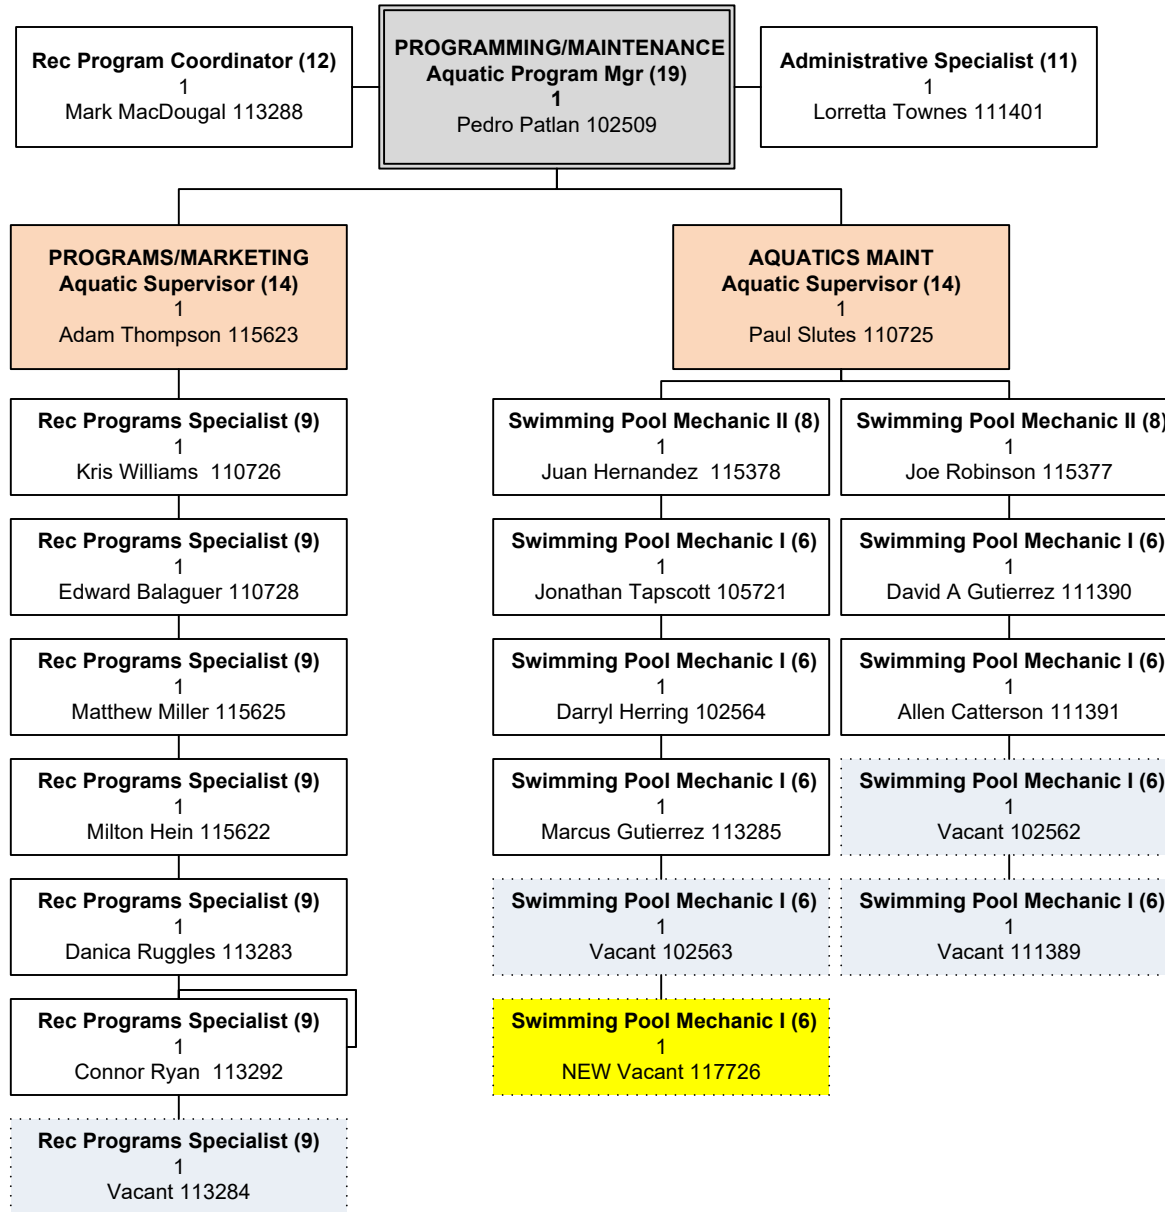 Rec Program Coordinator (12)
1
Mark MacDougal 113288
PROGRAMMING/MAINTENANCE
Aquatic Program Mgr (19)
1
Pedro Patlan 102509
Administrative Specialist (11)
1
Lorretta Townes 111401
PROGRAMS/MARKETING
Aquatic Supervisor (14)
1
Adam Thompson 115623
Rec Programs Specialist (9)
1
Kris Williams 110726
Rec Programs Specialist (9)
1
Edward Balaguer 110728
Rec Programs Specialist (9)
1
Matthew Miller 115625
Rec Programs Specialist (9)
1
Milton Hein 115622
Rec Programs Specialist (9)
1
Danica Ruggles 113283
Rec Programs Specialist (9)
1
Connor Ryan 113292
Rec Programs Specialist (9)
1
Vacant 113284
AQUATICS MAINT
Aquatic Supervisor (14)
1
Paul Slutes 110725
Swimming Pool Mechanic II (8)
1
Juan Hernandez 115378
Swimming Pool Mechanic I (6)
1
Jonathan Tapscott 105721
Swimming Pool Mechanic I (6)
1
Darryl Herring 102564
Swimming Pool Mechanic I (6)
1
Marcus Gutierrez 113285
Swimming Pool Mechanic I (6)
1
Vacant 102563
Swimming Pool Mechanic I (6)
1
NEW Vacant 117726
Swimming Pool Mechanic II (8)
1
Joe Robinson 115377
Swimming Pool Mechanic I (6)
1
David A Gutierrez 111390
Swimming Pool Mechanic I (6)
1
Allen Catterson 111391
Swimming Pool Mechanic I (6)
1
Vacant 102562
Swimming Pool Mechanic I (6)
1
Vacant 111389